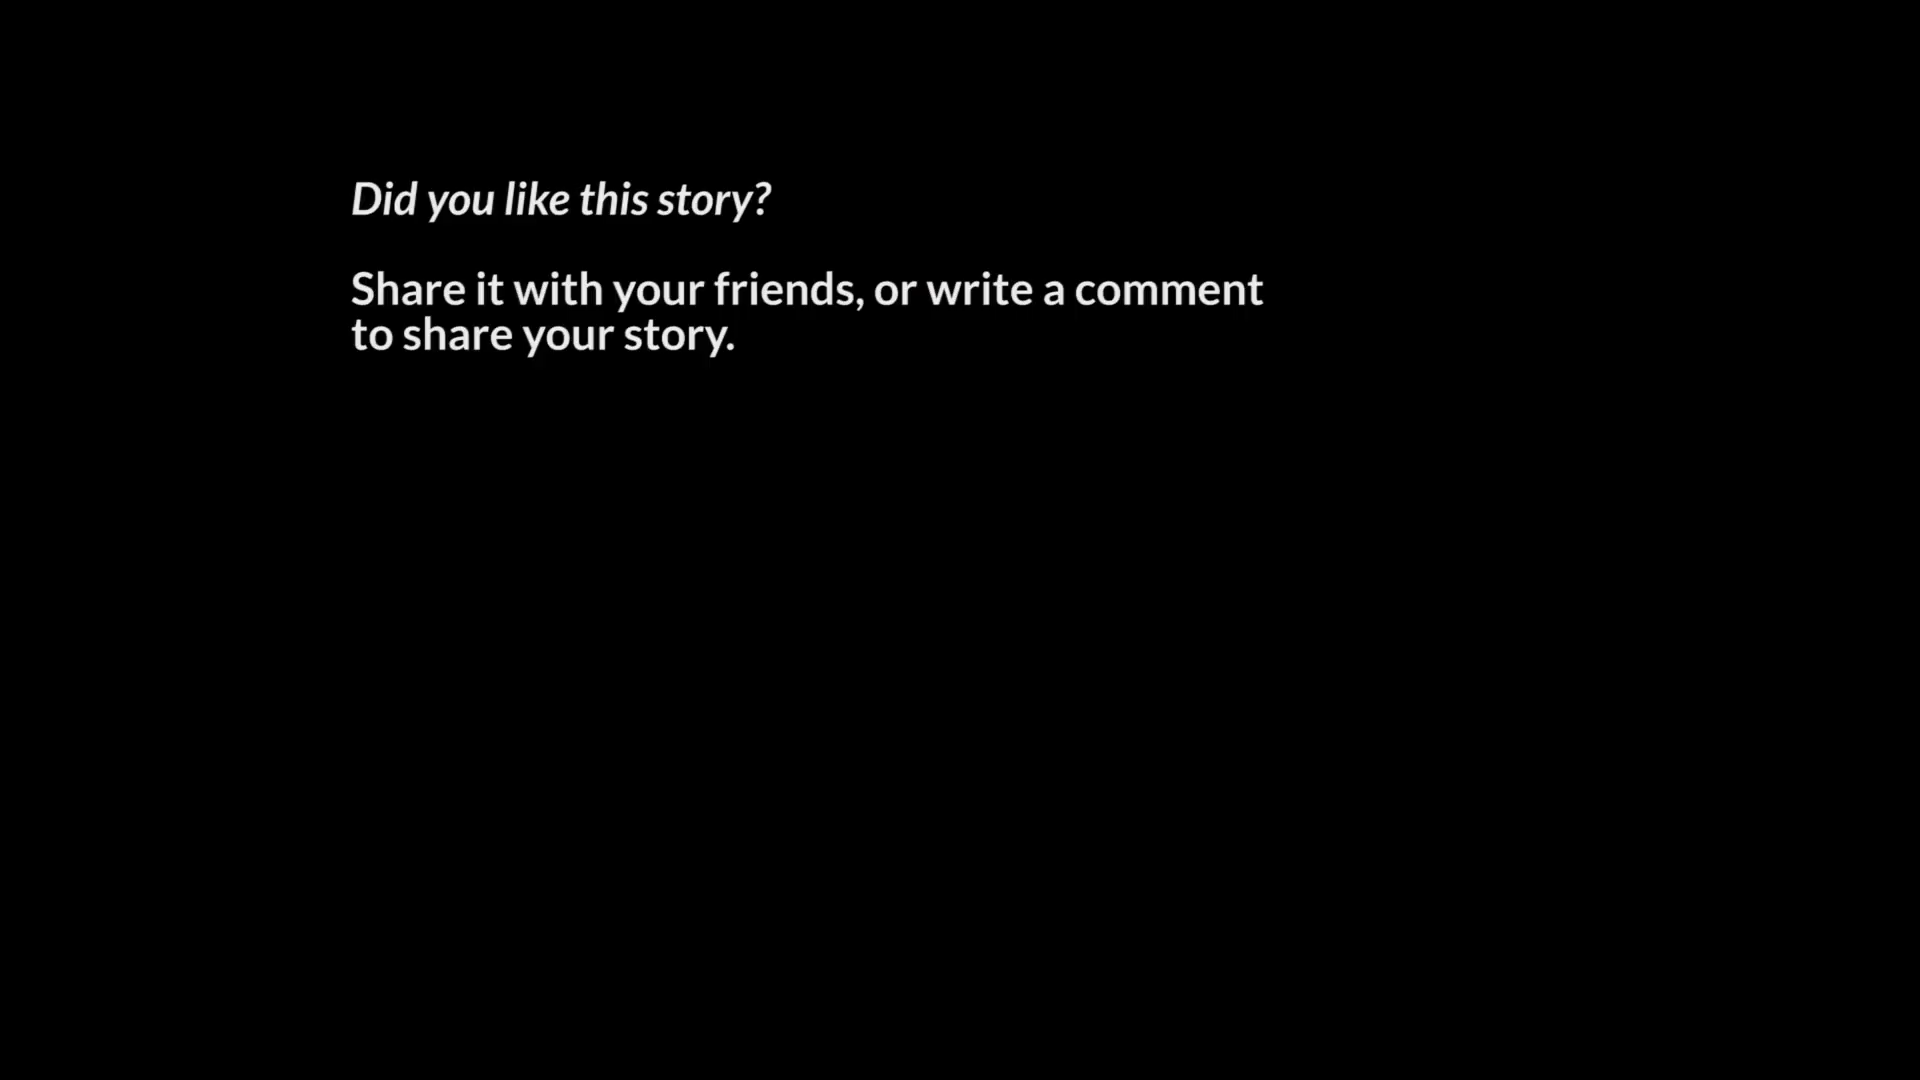 Did you like this story?
Share it with your friends, or write a comment
to share your story.